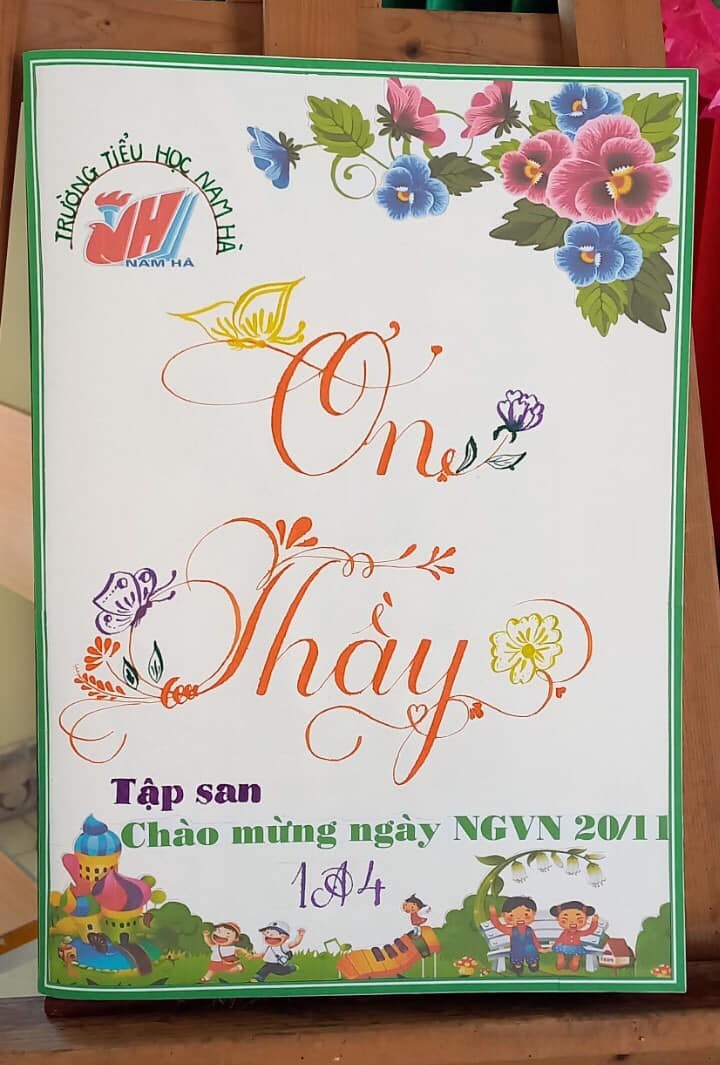 TRƯỜNG TIỂU HỌC NAM HÀ
NH
NAM HÀ
Ơn
Thầy
Tập san
Chào mừng ngày NGVN 20/11
1A4